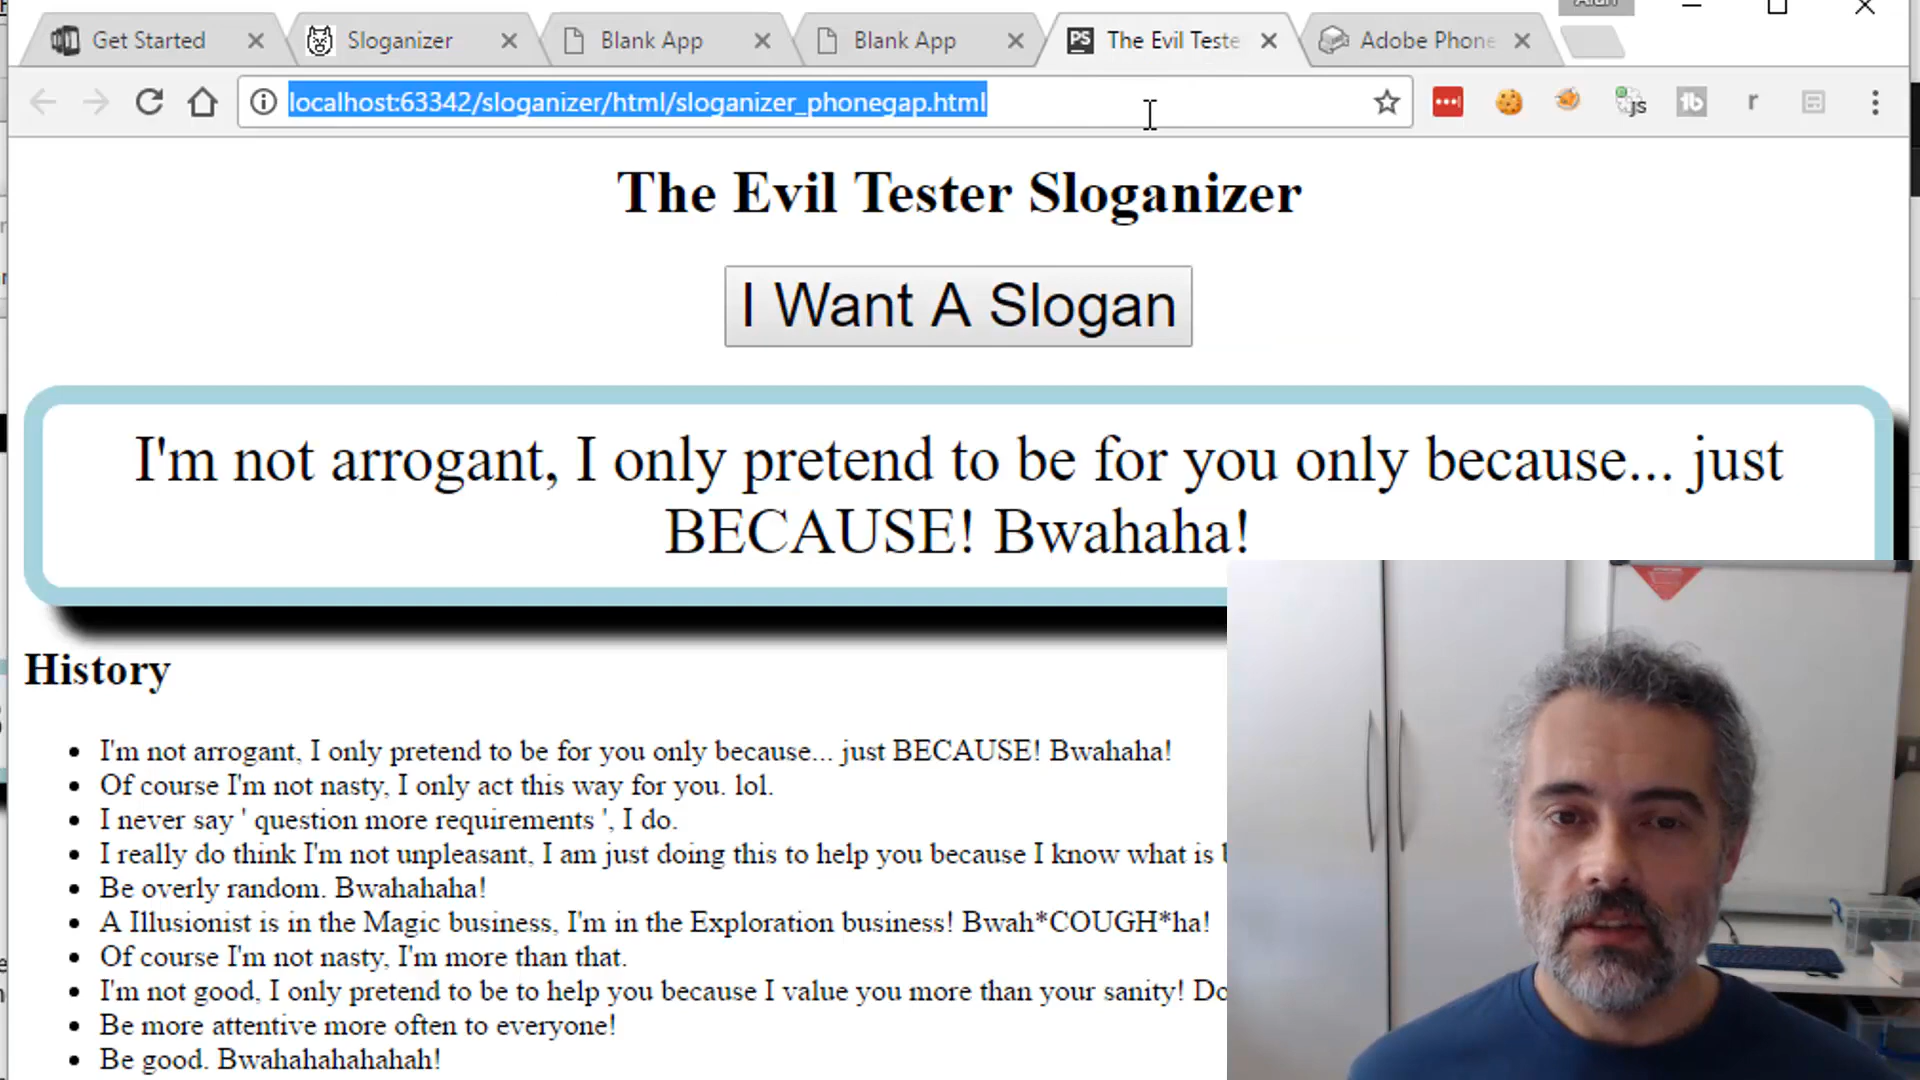 Get Started
Sloganizer
Blank App
Blank App
PS The Evil Teste
Adobe Phone
localhost:63342/sloganizer/html/sloganizer_phonegap.html
js
r
The Evil Tester Sloganizer
I Want A Slogan
I'm not arrogant, I only pretend to be for you only because... just
BECAUSE! Bwahaha!
History
I'm not arrogant, I only pretend to be for you only because... just BECAUSE! Bwahaha!
Of course I'm not nasty, I only act this way for you. lol.
I never say ' question more requirements ', I do.
I really do think I'm not unpleasant, I am just doing this to help you because I know what is
Be overly random. Bwahahaha!
A Illusionist is in the Magic business, I'm in the Exploration business! Bwah*COUGH*ha!
Of course I'm not nasty, I'm more than that.
I'm not good, I only pretend to be to help you because I value you more than your sanity! Do
Be more attentive more often to everyone!
Be good. Bwahahahahahah!